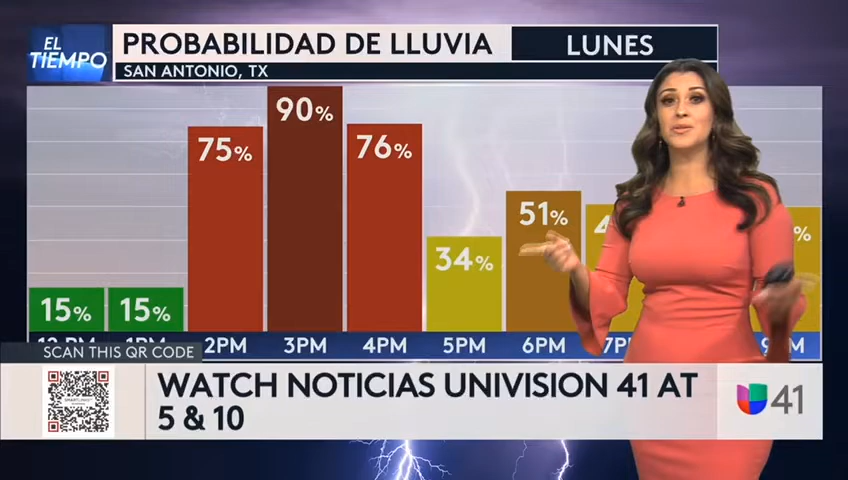 EL
TIEMPO
PROBABILIDAD DE LLUVIA
LUNES
SAN ANTONIO, TX
15% 15% 75% 90% 76% 34% 51% %
1PM 2PM 3PM 4PM 5PM 6PM
SCAN THIS QR CODE
WATCH NOTICIAS UNIVISION 41 AT
5 & 10
41